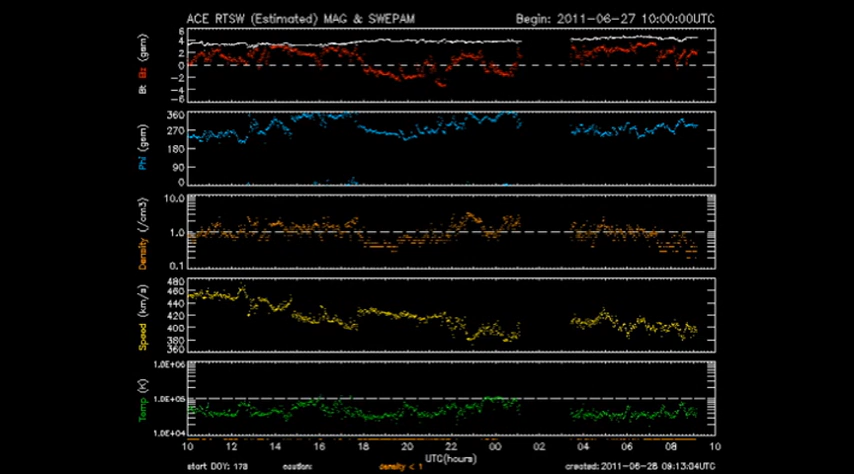 ACE RTSW (Estimated) MAG & SWEPAM Begin: 2011-06-27 10:00:00UTC
Bt Bz (gsm)
6
4
2
0
-2
-4
-6
Phi (gsm)
360
270
180
90
0
Density (/cm3)
10.0
1.0
0.1
Speed (km/s)
480
460
440
420
400
380
360
Temp (K)
1.0E+06
1.0E+05
1.0E+04
10 12 14 16 18 20 22 00 02 04 06 08 10
UTC(hours)
start DOY: 178 caution: density < 1 created: 2011-06-28 09:13:04UTC